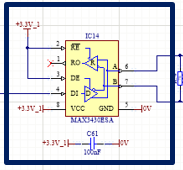 +3.3V_1
IC14
2 RE
1 RO
A 6
3 DE
B 7
4 DI
+3.3V_1 8 VCC GND 5 0V
MAX3430ESA
+3.3V_1 C61 0V
100nF